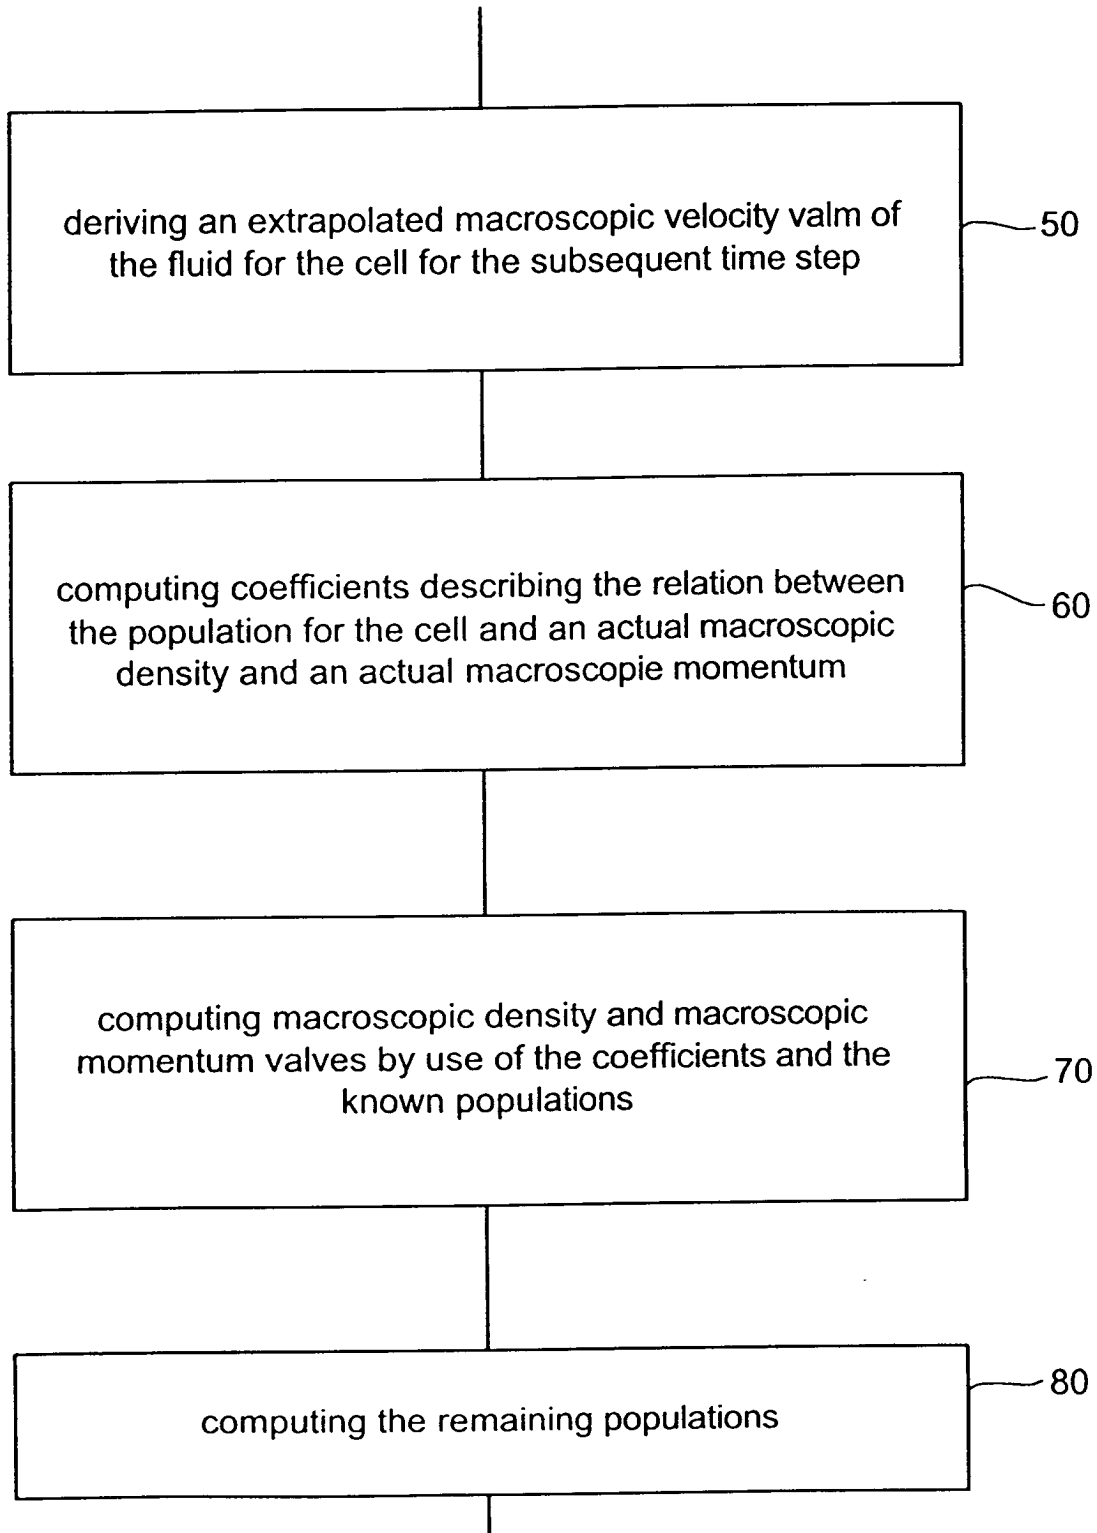 deriving an extrapolated macroscopic velocity valm of
the fluid for the cell for the subsequent time step
50
computing coefficients describing the relation between
the population for the cell and an actual macroscopic
density and an actual macroscopie momentum
60
computing macroscopic density and macroscopic
momentum valves by use of the coefficients and the
known populations
70
computing the remaining populations
80